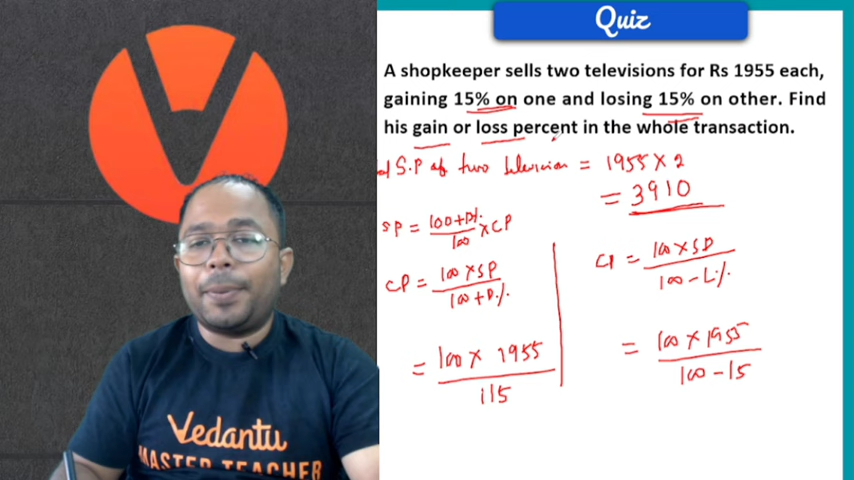 Quiz
A shopkeeper sells two televisions for Rs 1955 each,
gaining 15% on one and losing 15% on other. Find
his gain or loss percent in the whole transaction.
S.P of two television = 1955 × 2
= 3910
SP = (100+P%)/100 × CP
CP = (100 × SP)/(100+P%)
= (100 × 1955)/115
CP = (100 × SP)/(100 - L%)
= (100 × 1955)/(100 - 15)
Vedantu
MASTER TEACHER